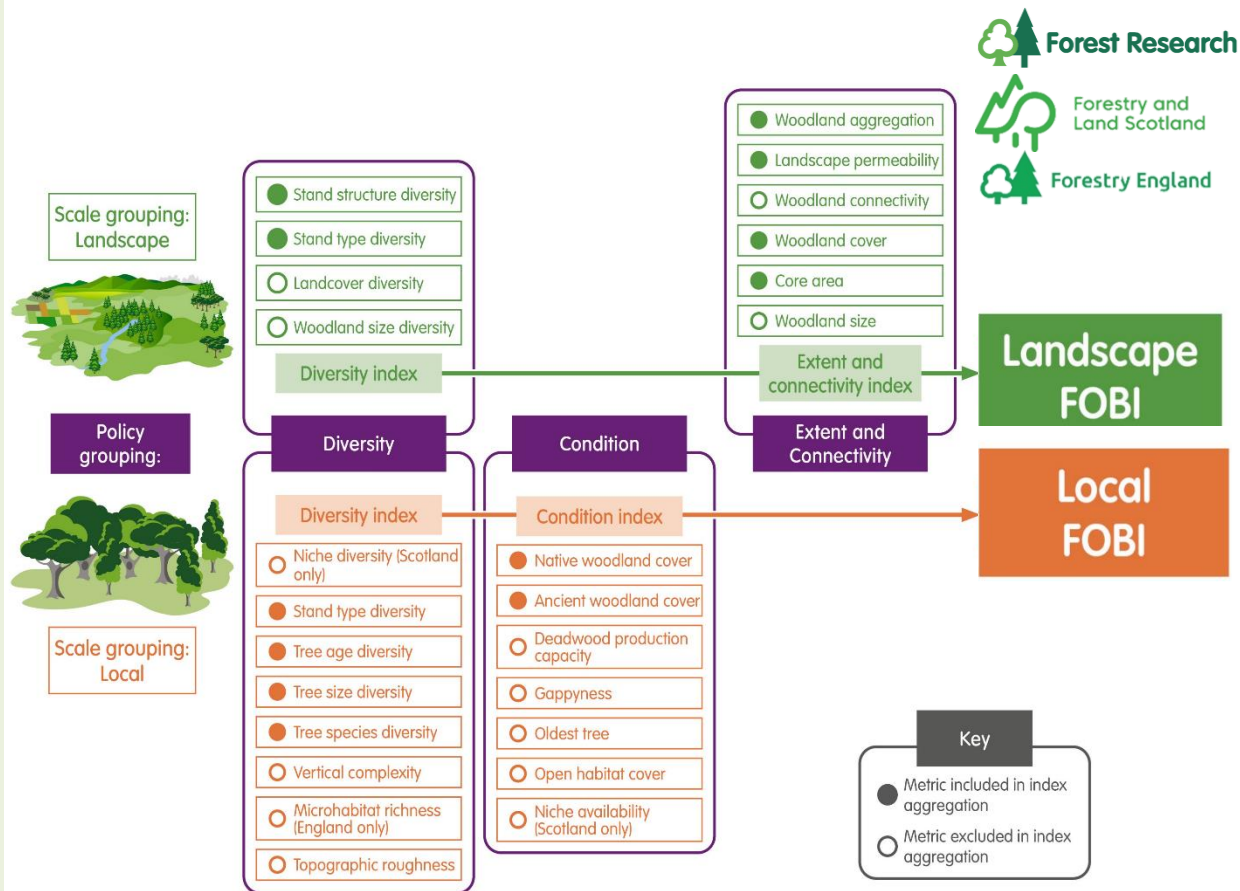 Forest Research
Forestry and
Land Scotland
Forestry England
Scale grouping:
Landscape
Stand structure diversity
Stand type diversity
Landcover diversity
Woodland size diversity
Diversity index
Woodland aggregation
Landscape permeability
Woodland connectivity
Woodland cover
Core area
Woodland size
Extent and
connectivity index
Landscape
FOBI
Policy
grouping:
Diversity
Condition
Extent and
Connectivity
Local
FOBI
Scale grouping:
Local
Diversity index
Niche diversity (Scotland
only)
Stand type diversity
Tree age diversity
Tree size diversity
Tree species diversity
Vertical complexity
Microhabitat richness
(England only)
Topographic roughness
Condition index
Native woodland cover
Ancient woodland cover
Deadwood production
capacity
Gappyness
Oldest tree
Open habitat cover
Niche availability
(Scotland only)
Key
Metric included in index
aggregation
Metric excluded in index
aggregation